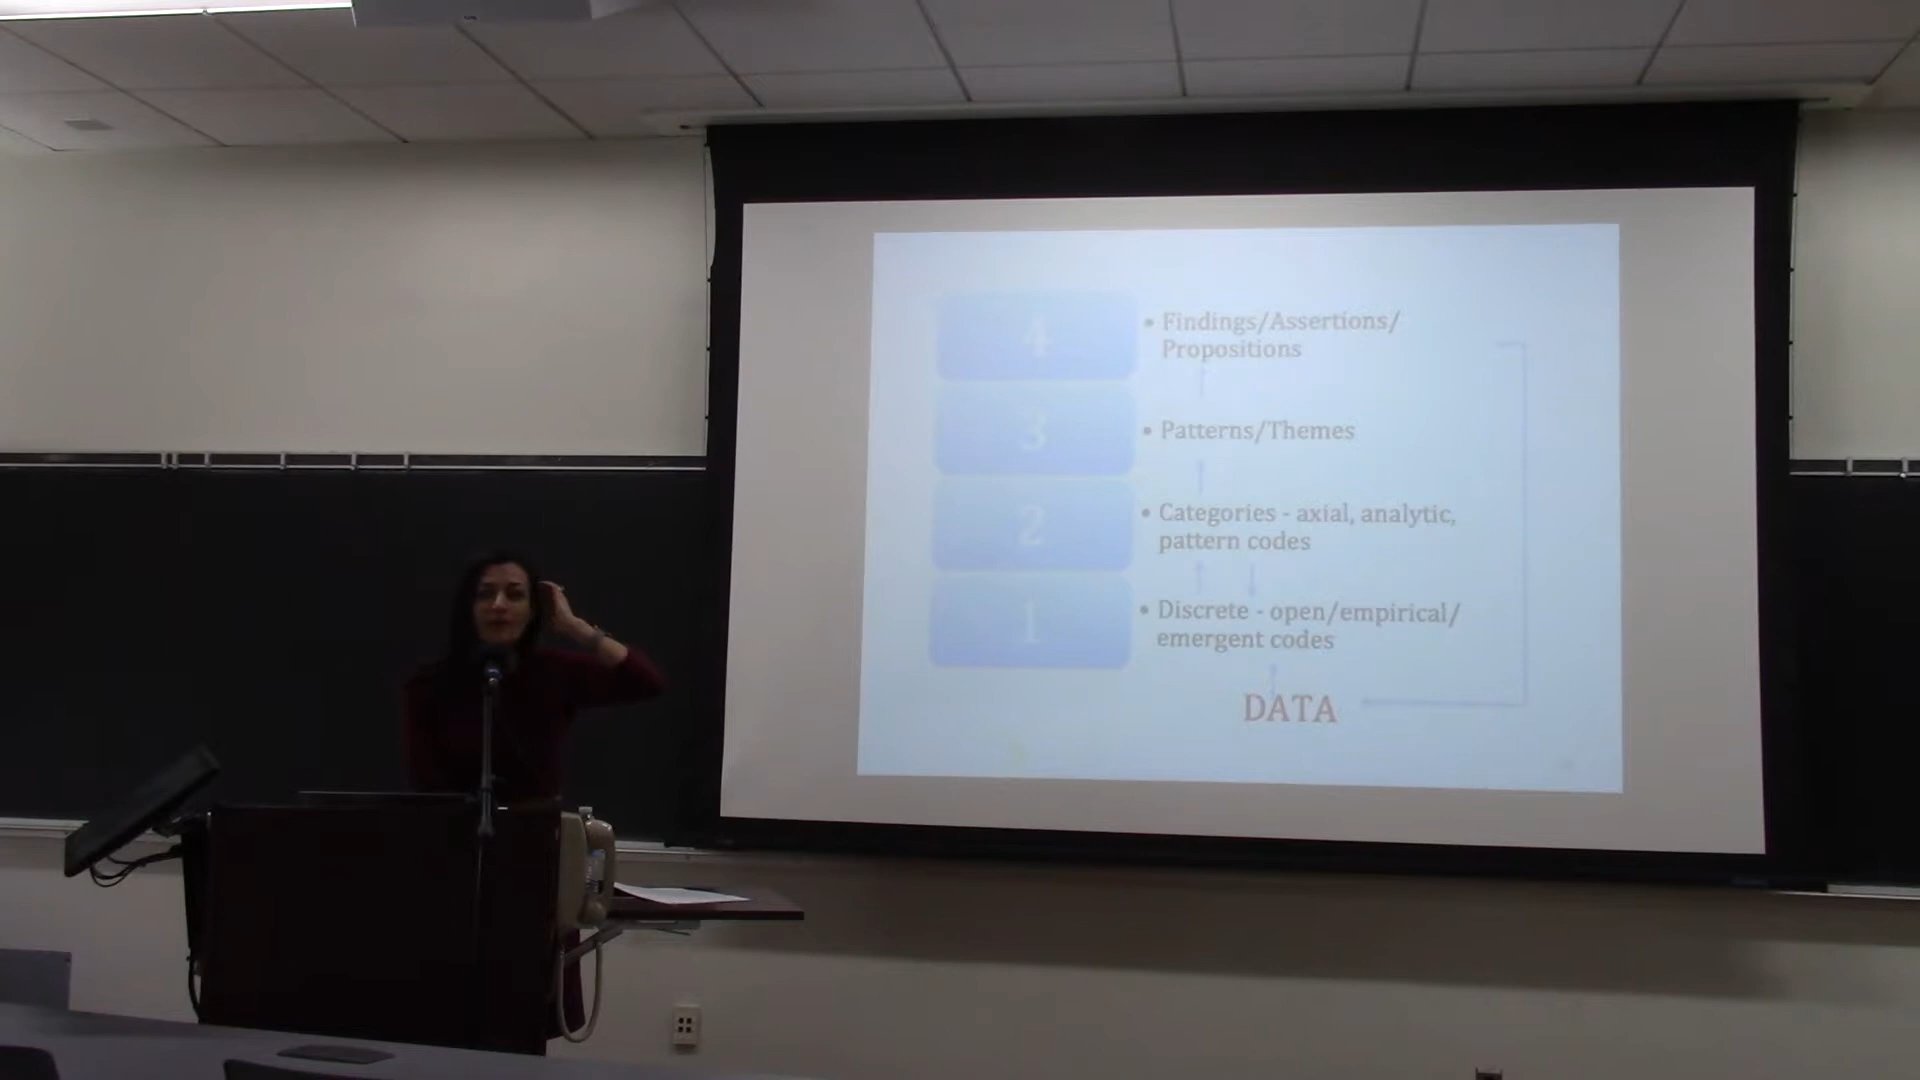 4
• Findings/Assertions/
Propositions
3
• Patterns/Themes
2
• Categories - axial, analytic,
pattern codes
1
• Discrete - open/empirical/
emergent codes
DATA